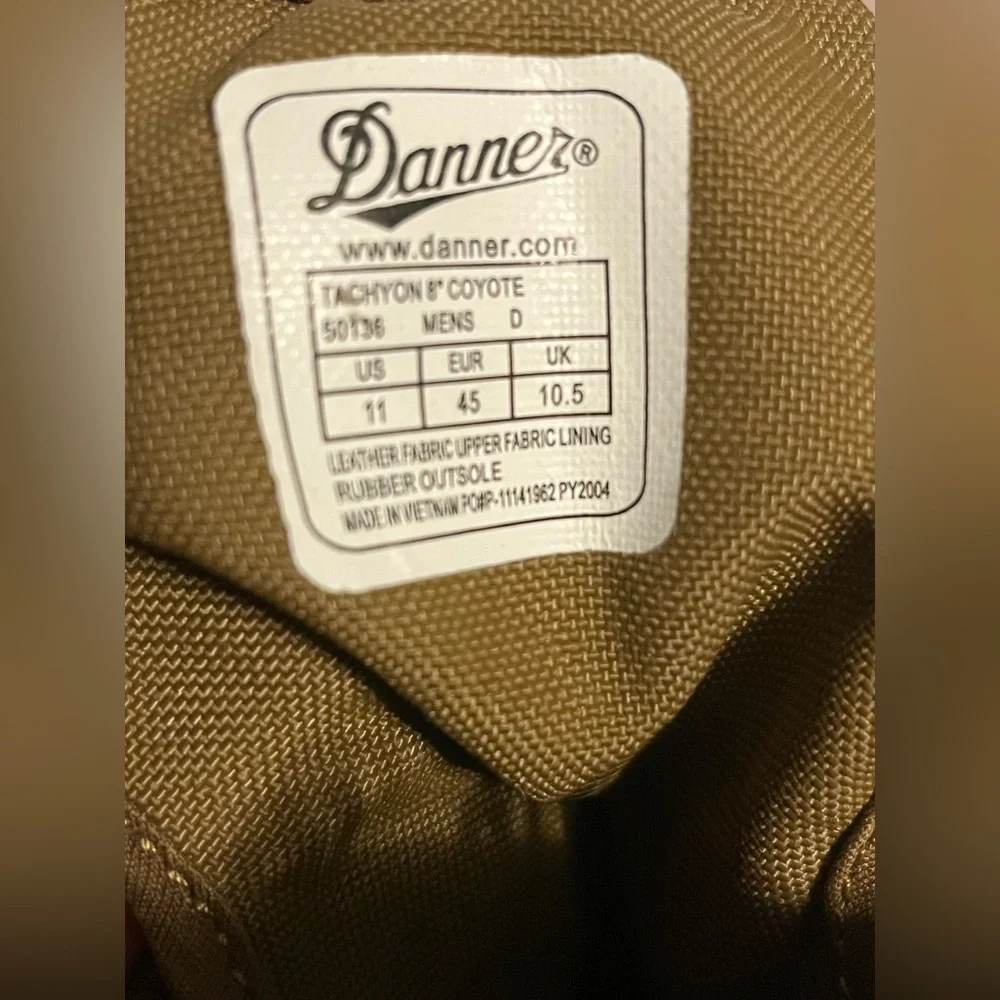 Danner®
www.danner.com
TACHYON 8" COYOTE
50136 MENS D
US EUR UK
11 45 10.5
LEATHER FABRIC UPPER FABRIC LINING
RUBBER OUTSOLE
MADE IN VIETNAM PO#P-11141962 PY2004